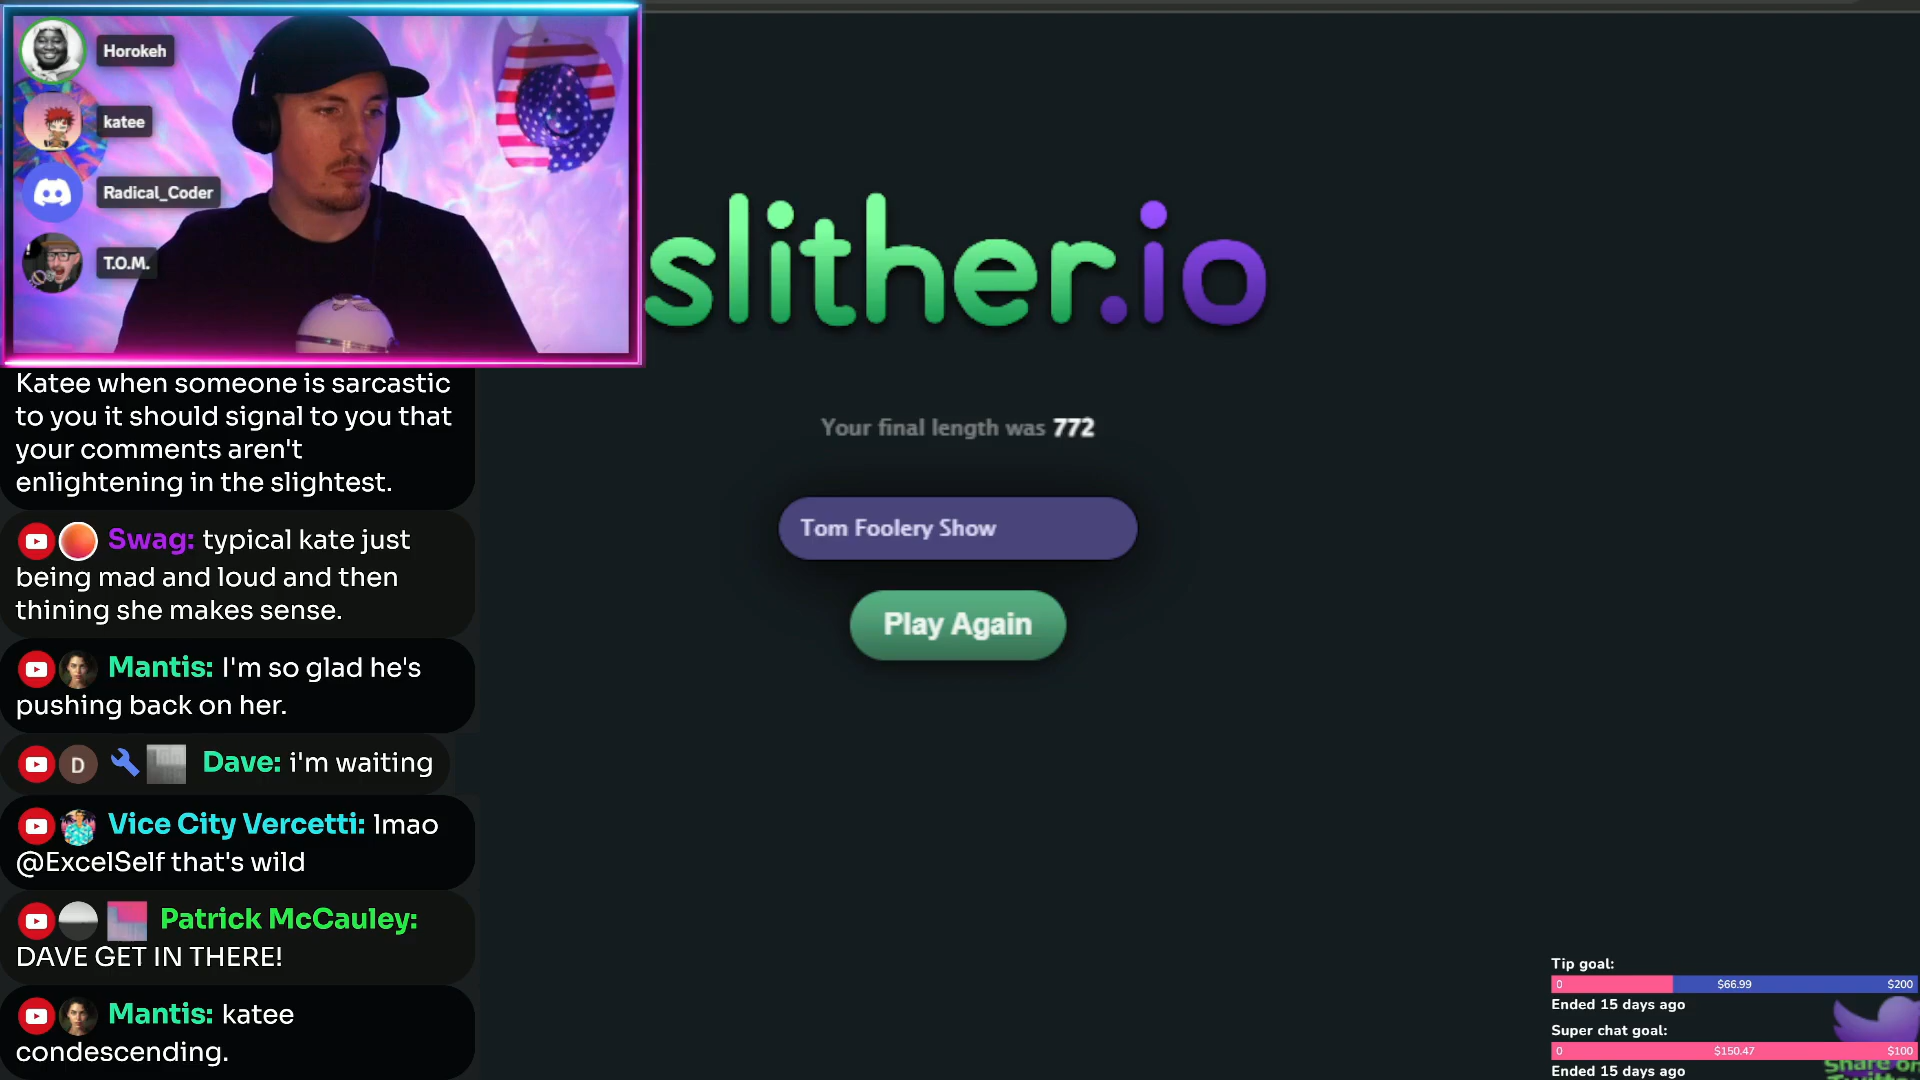 Horokeh
katee
Radical_Coder
T.O.M.
slither.io
Your final length was 772
Tom Foolery Show
Play Again
Katee when someone is sarcastic
to you it should signal to you that
your comments aren't
enlightening in the slightest.
Swag: typical kate just
being mad and loud and then
thining she makes sense.
Mantis: I'm so glad he's
pushing back on her.
D Dave: i'm waiting
Vice City Vercetti: lmao
@ExcelSelf that's wild
Patrick McCauley:
DAVE GET IN THERE!
Mantis: katee
condescending.
Tip goal:
0 $66.99 $200
Ended 15 days ago
Super chat goal:
0 $150.47 $100
Ended 15 days ago
Share on